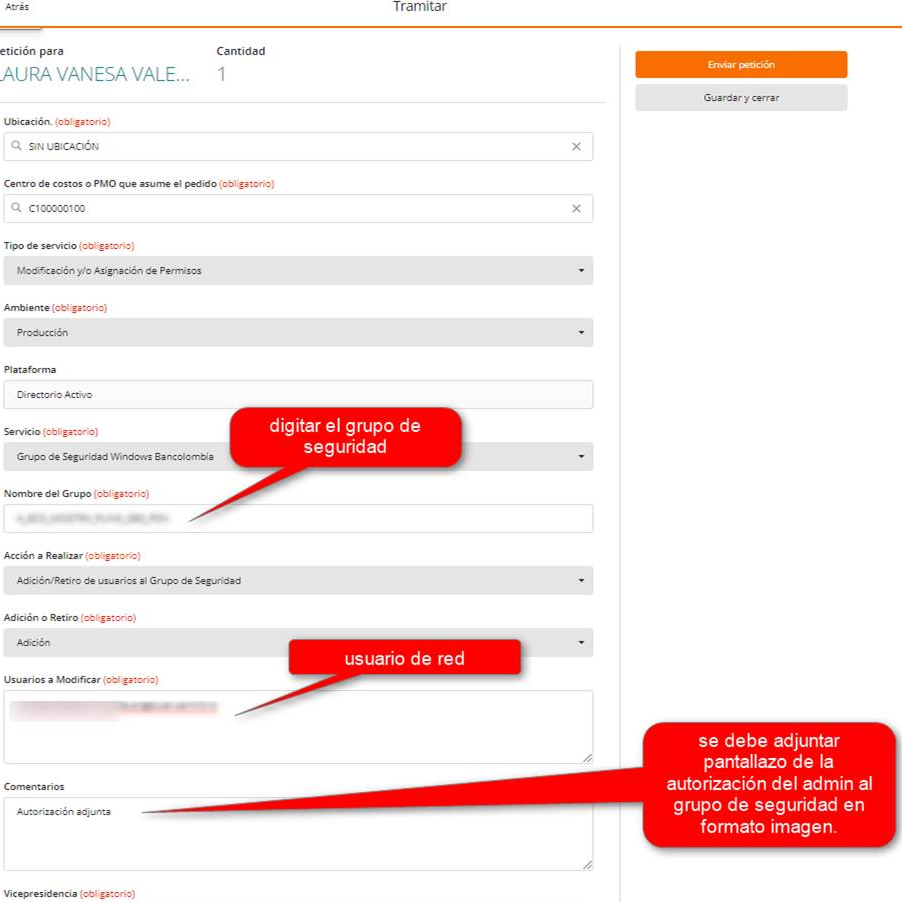 Atrás
Tramitar
etición para
Cantidad
AURA VANESA VALE...
1
Enviar petición
Guardar y cerrar
Ubicación. (obligatorio)
SIN UBICACIÓN
Centro de costos o PMO que asume el pedido (obligatorio)
C100000100
Tipo de servicio (obligatorio)
Modificación y/o Asignación de Permisos
Ambiente (obligatorio)
Producción
Plataforma
Directorio Activo
digitar el grupo de
seguridad
Servicio (obligatorio)
Grupo de Seguridad Windows Bancolombia
Nombre del Grupo (obligatorio)
Acción a Realizar (obligatorio)
Adición/Retiro de usuarios al Grupo de Seguridad
Adición o Retiro (obligatorio)
Adición
usuario de red
Usuarios a Modificar (obligatorio)
se debe adjuntar
pantallazo de la
autorización del admin al
grupo de seguridad en
formato imagen.
Comentarios
Autorización adjunta
Vicepresidencia (obligatorio)